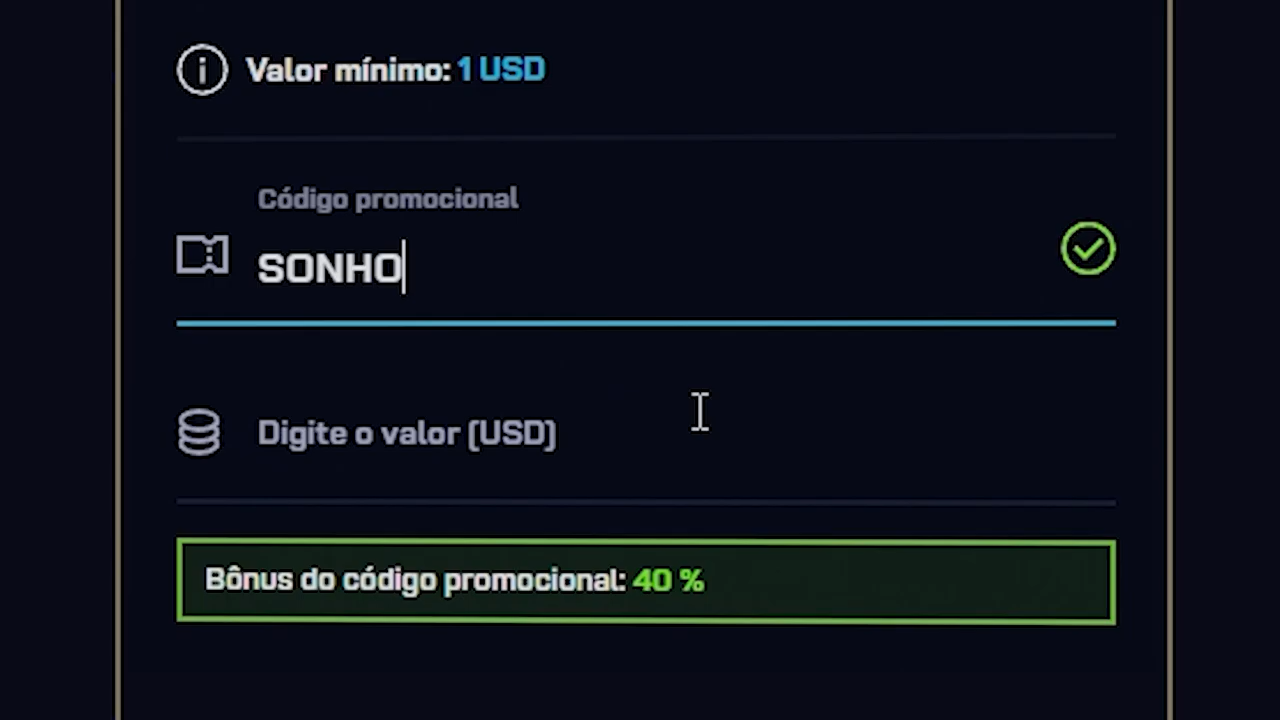 Valor mínimo: 1 USD
Código promocional
SONHO
Digite o valor (USD)
Bônus do código promocional: 40 %